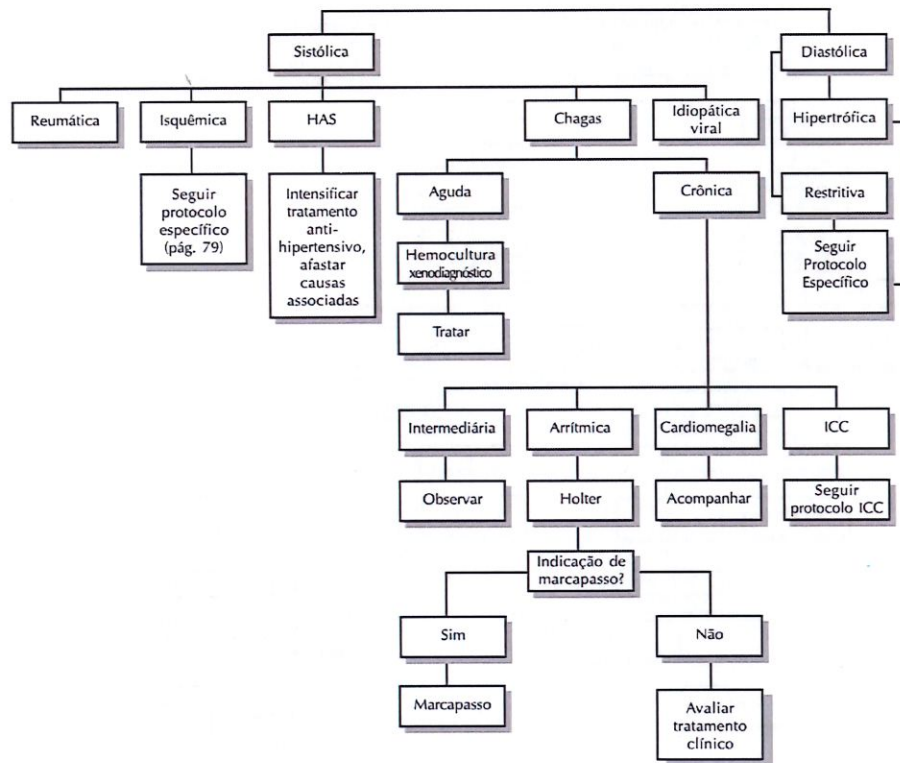 Sistólica
Diastólica
Reumática
Isquêmica
HAS
Chagas
Idiopática
viral
Hipertrófica
Seguir
protocolo
específico
(pág. 79)
Intensificar
tratamento
anti-
hipertensivo,
afastar
causas
associadas
Aguda
Crônica
Restritiva
Hemocultura
xenodiagnóstico
Seguir
Protocolo
Específico
Tratar
Intermediária
Arrítmica
Cardiomegalia
ICC
Observar
Holter
Acompanhar
Seguir
protocolo ICC
Indicação de
marcapasso?
Sim
Não
Marcapasso
Avaliar
tratamento
clínico